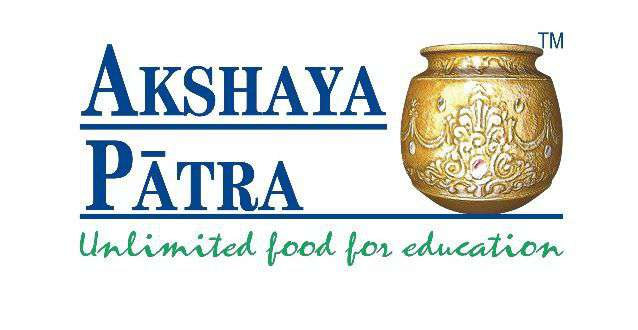 AKSHAYA
PĀTRA
TM
Unlimited food for education